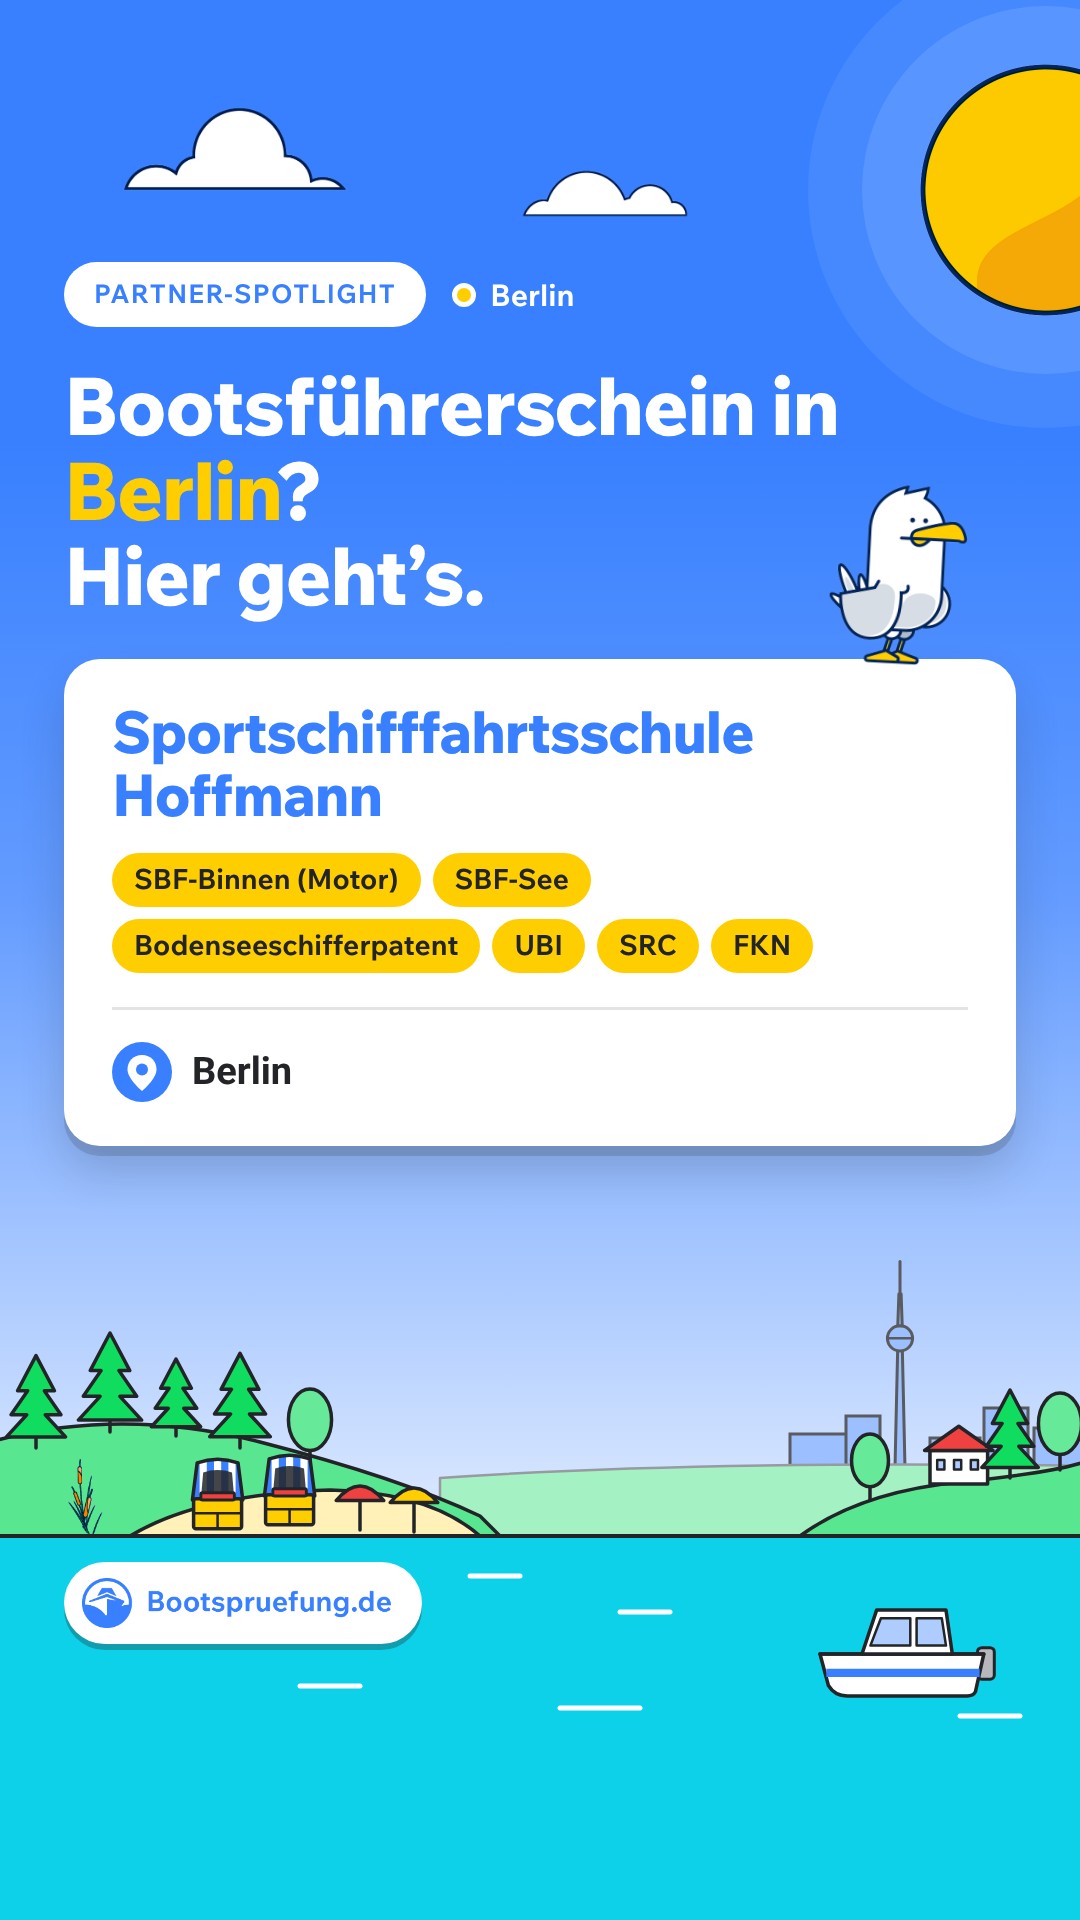 PARTNER-SPOTLIGHT
Berlin
Bootsführerschein in
Berlin?
Hier geht’s.
Sportschifffahrtsschule
Hoffmann
SBF-Binnen (Motor) SBF-See
Bodenseeschifferpatent UBI SRC FKN
Berlin
Bootspruefung.de